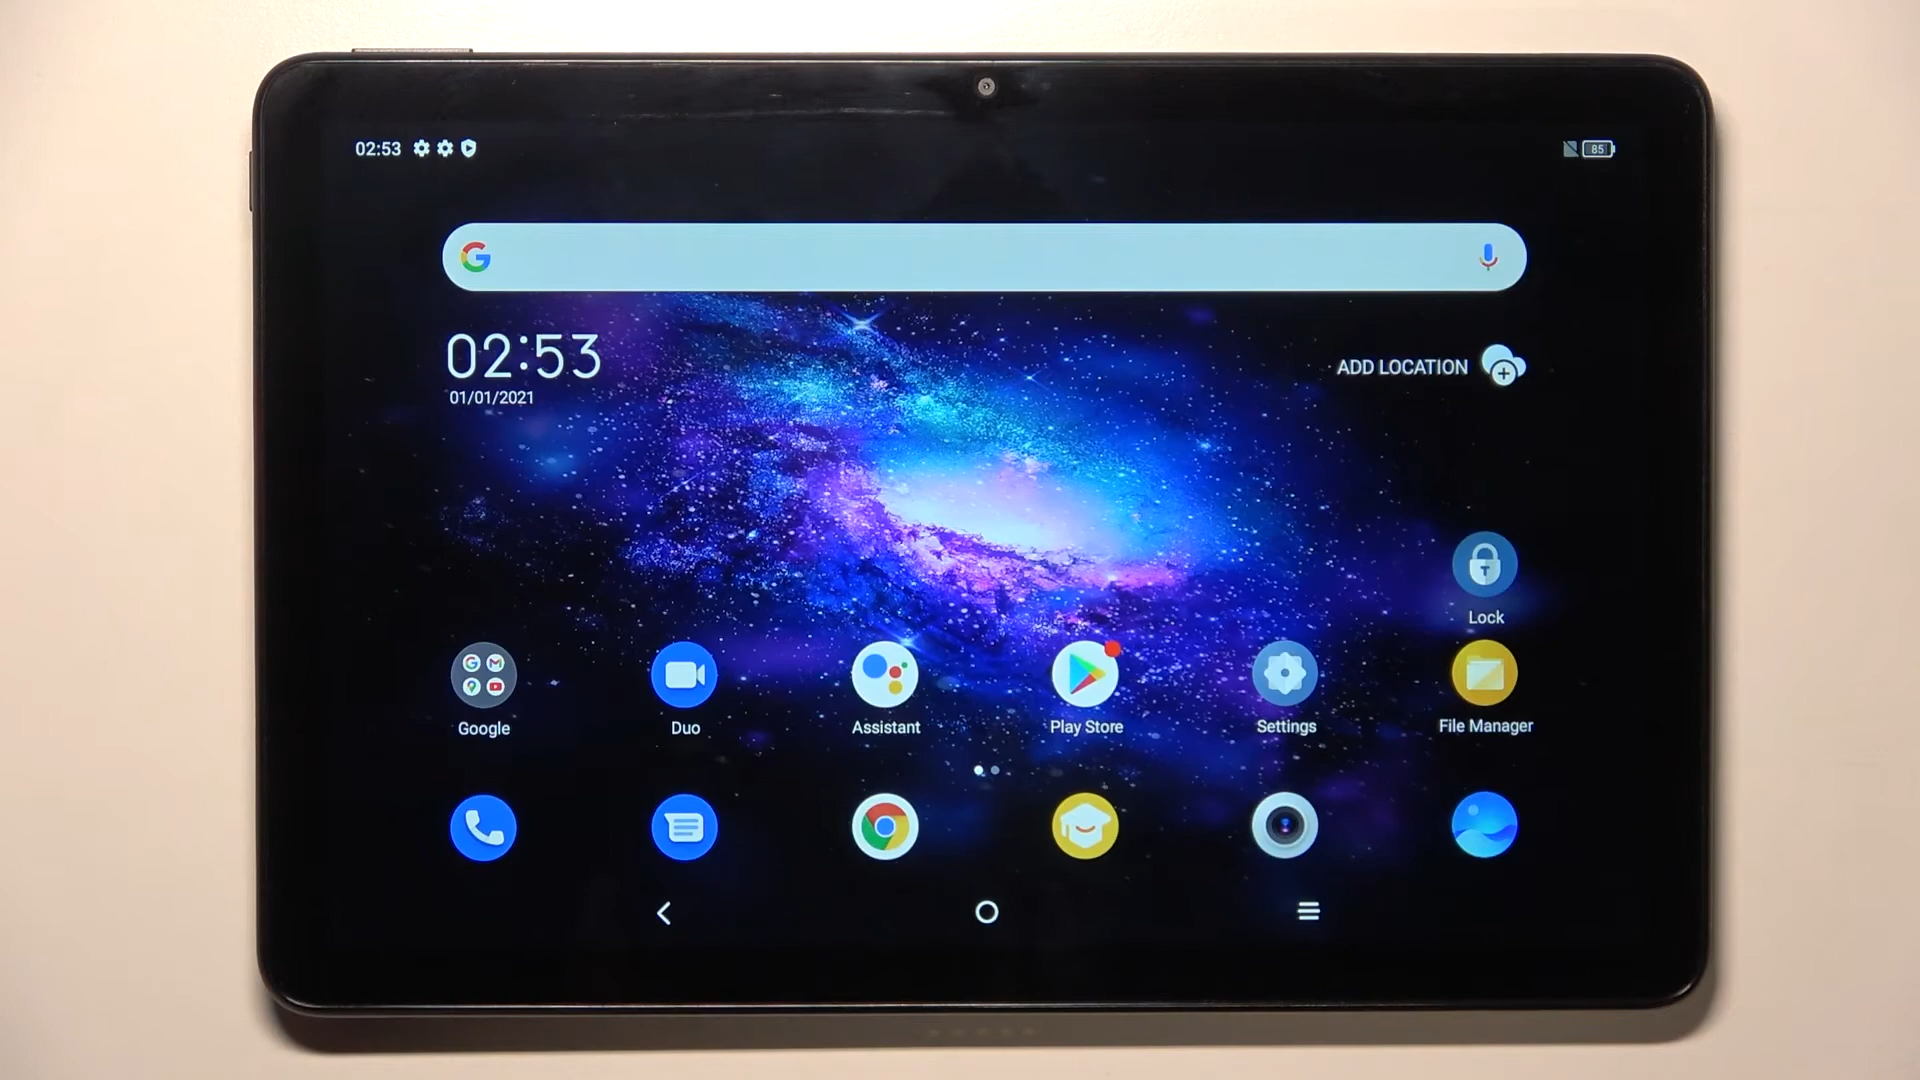 02:53
85
02:53
01/01/2021
ADD LOCATION
Lock
Google
Duo
Assistant
Play Store
Settings
File Manager